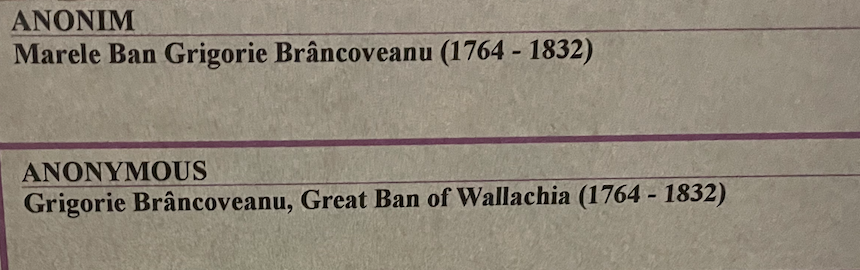 ANONIM
Marele Ban Grigorie Brâncoveanu (1764 - 1832)
ANONYMOUS
Grigorie Brâncoveanu, Great Ban of Wallachia (1764 - 1832)